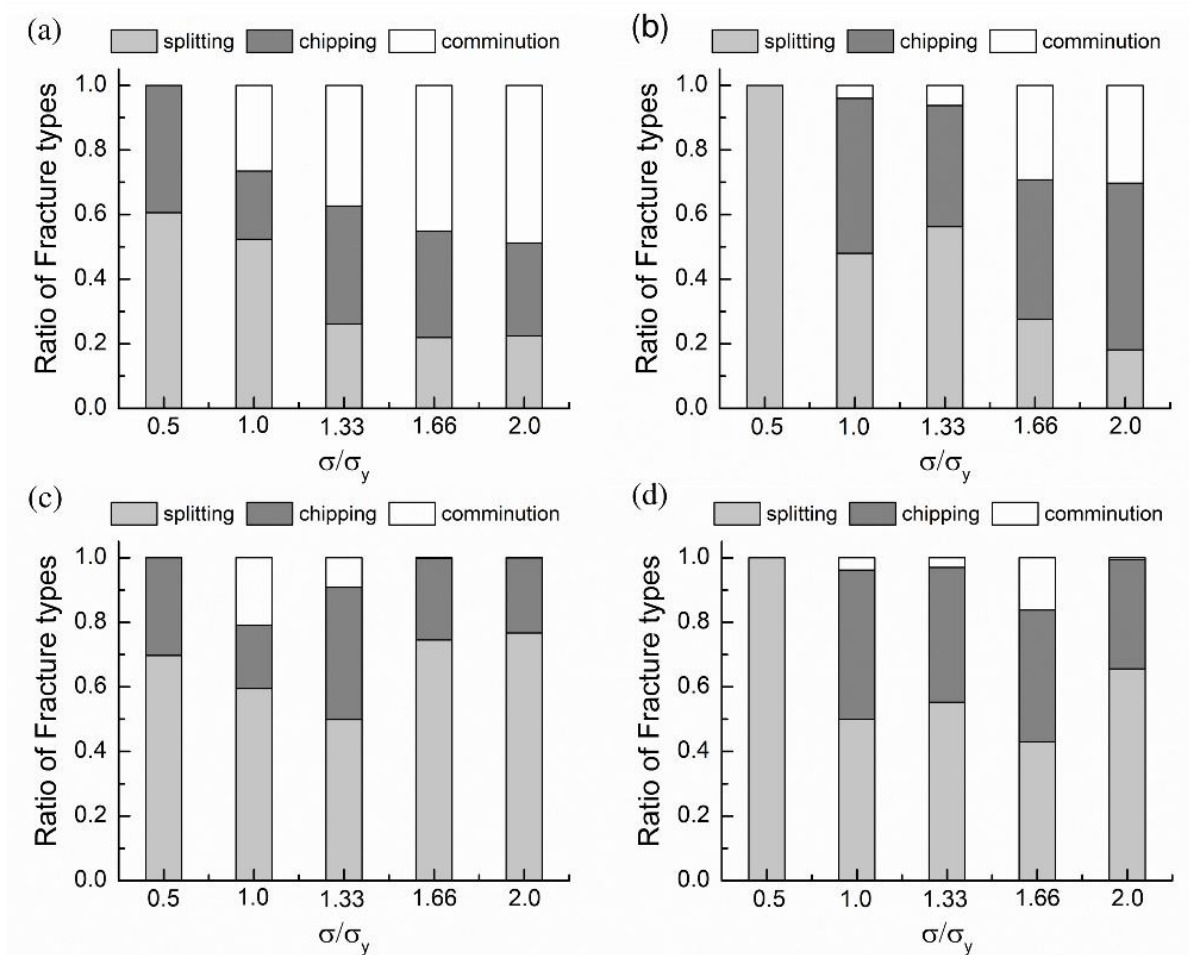 (a)
splitting chipping comminution
Ratio of Fracture types
1.0
0.8
0.6
0.4
0.2
0.0
0.5 1.0 1.33 1.66 2.0
σ/σy
(b)
splitting chipping comminution
Ratio of Fracture types
1.0
0.8
0.6
0.4
0.2
0.0
0.5 1.0 1.33 1.66 2.0
σ/σy
(c)
splitting chipping comminution
Ratio of Fracture types
1.0
0.8
0.6
0.4
0.2
0.0
0.5 1.0 1.33 1.66 2.0
σ/σy
(d)
splitting chipping comminution
Ratio of Fracture types
1.0
0.8
0.6
0.4
0.2
0.0
0.5 1.0 1.33 1.66 2.0
σ/σy